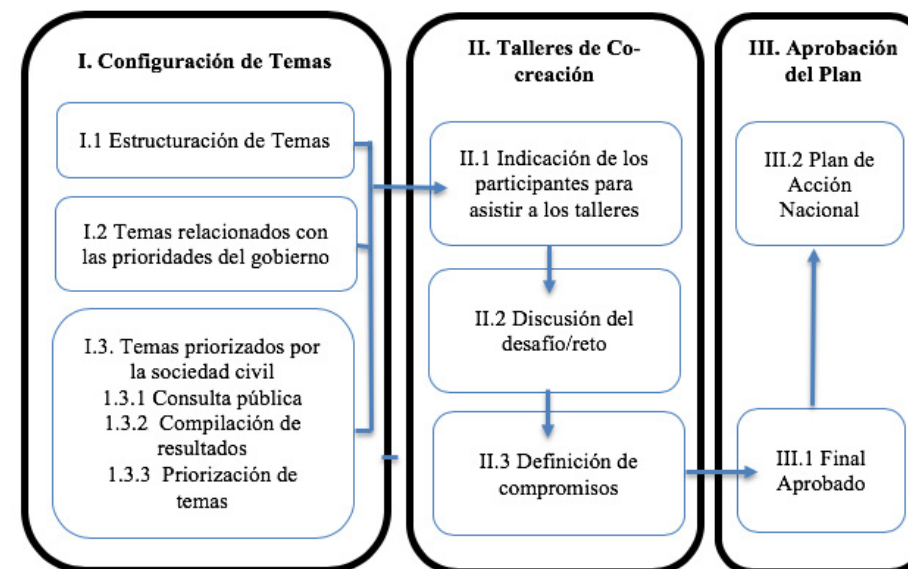 I. Configuración de Temas
I.1 Estructuración de Temas
I.2 Temas relacionados con
las prioridades del gobierno
I.3. Temas priorizados por
la sociedad civil
1.3.1 Consulta pública
1.3.2 Compilación de
resultados
1.3.3 Priorización de
temas
II. Talleres de Co-
creación
II.1 Indicación de los
participantes para
asistir a los talleres
II.2 Discusión del
desafío/reto
II.3 Definición de
compromisos
III. Aprobación
del Plan
III.2 Plan de
Acción
Nacional
III.1 Final
Aprobado